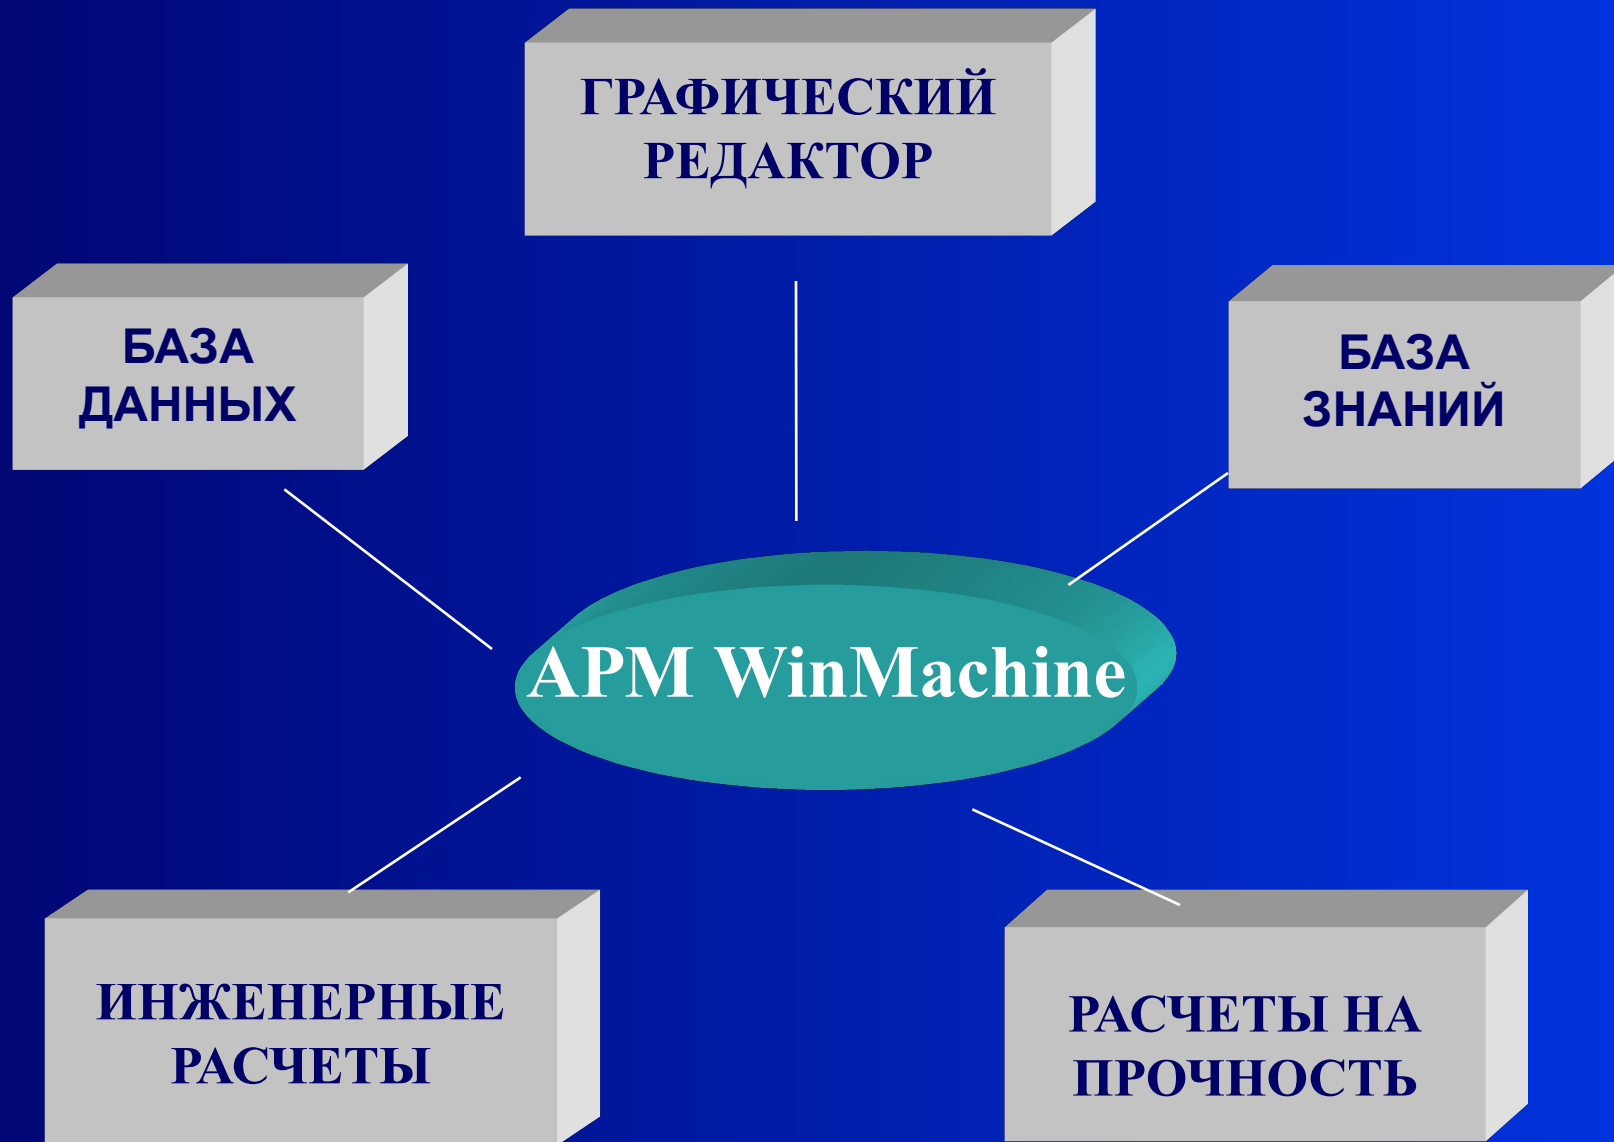 ГРАФИЧЕСКИЙ
РЕДАКТОР
БАЗА
ДАННЫХ
БАЗА
ЗНАНИЙ
APM WinMachine
ИНЖЕНЕРНЫЕ
РАСЧЕТЫ
РАСЧЕТЫ НА
ПРОЧНОСТЬ